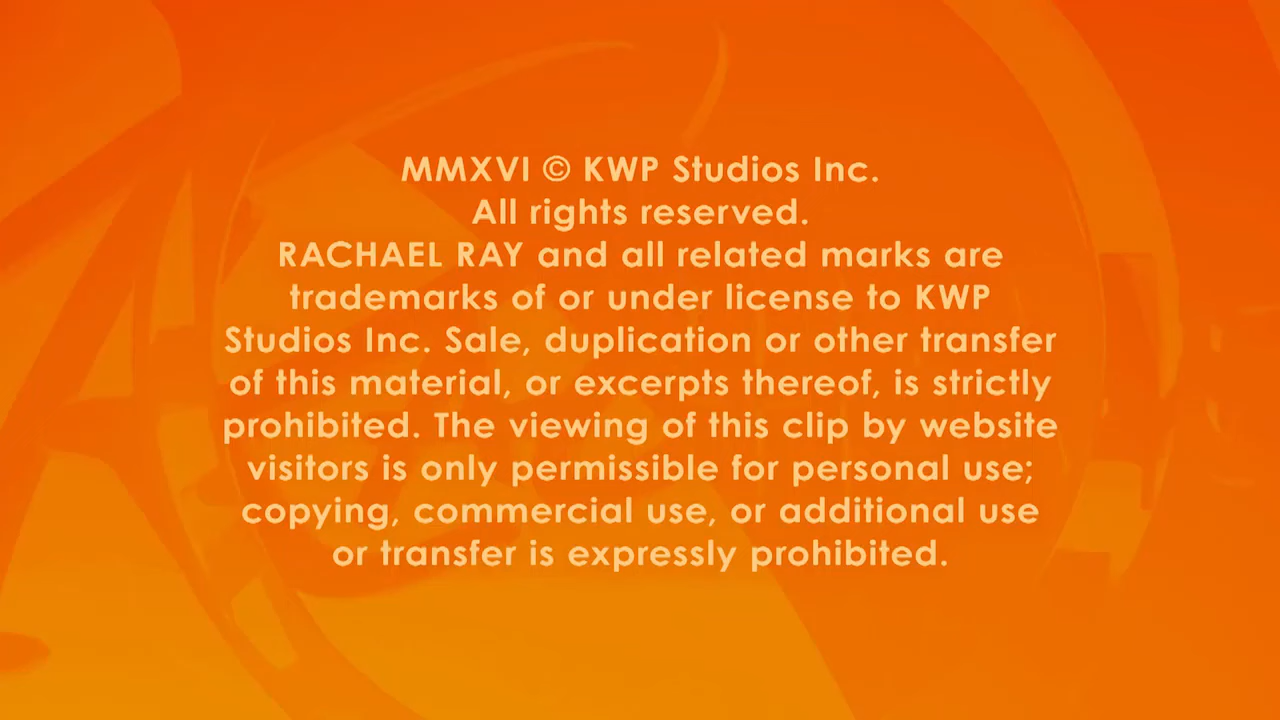 MMXVI © KWP Studios Inc.
All rights reserved.
RACHAEL RAY and all related marks are
trademarks of or under license to KWP
Studios Inc. Sale, duplication or other transfer
of this material, or excerpts thereof, is strictly
prohibited. The viewing of this clip by website
visitors is only permissible for personal use;
copying, commercial use, or additional use
or transfer is expressly prohibited.